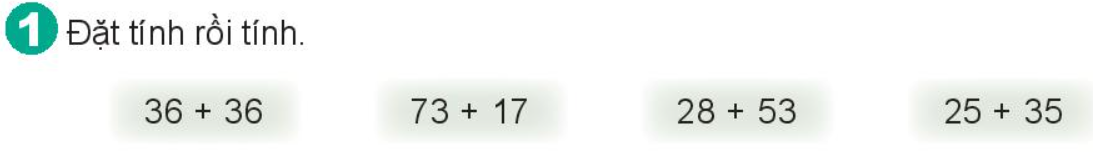 1 Đặt tính rồi tính.
36 + 36 73 + 17 28 + 53 25 + 35